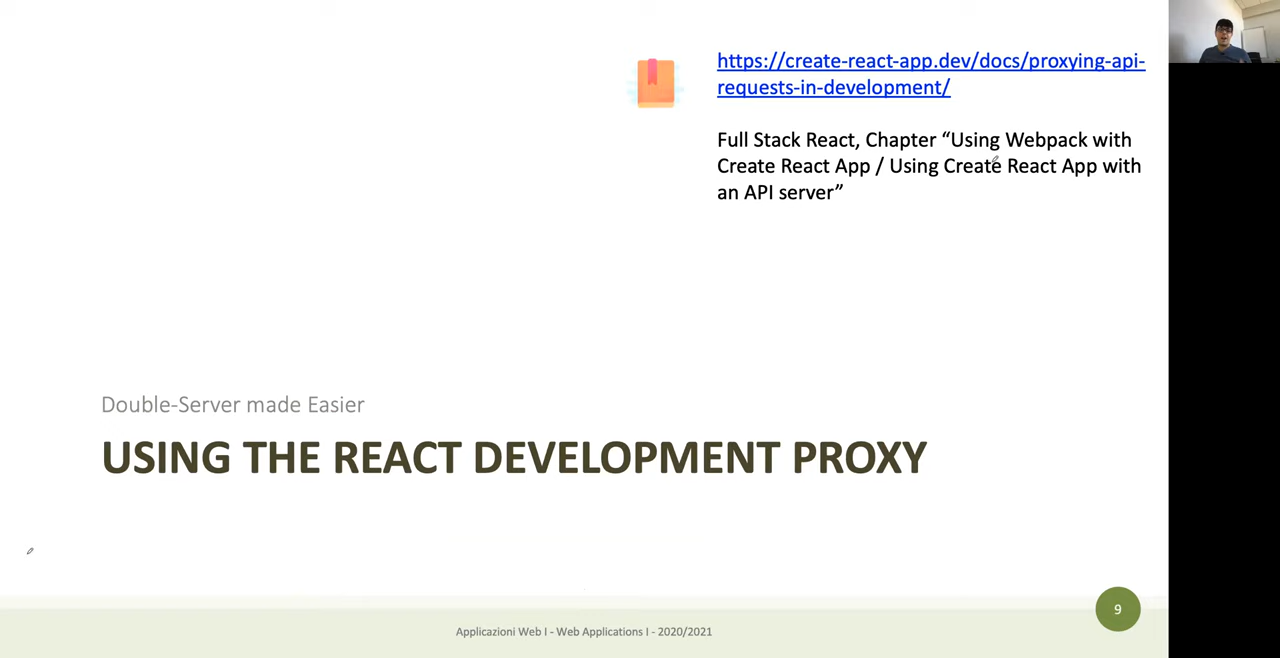 https://create-react-app.dev/docs/proxying-api-
requests-in-development/
Full Stack React, Chapter “Using Webpack with
Create React App / Using Create React App with
an API server”
Double-Server made Easier
USING THE REACT DEVELOPMENT PROXY
9
Applicazioni Web I - Web Applications I - 2020/2021